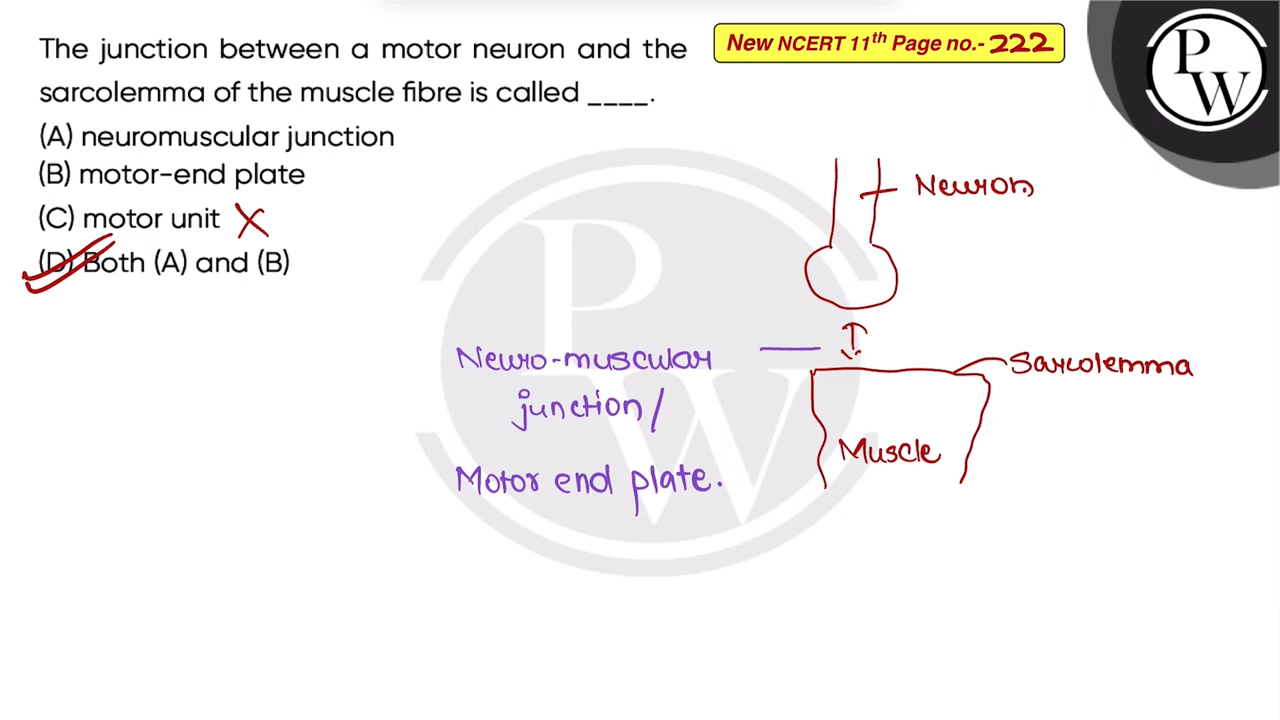 The junction between a motor neuron and the
sarcolemma of the muscle fibre is called ____.
(A) neuromuscular junction
(B) motor-end plate
(C) motor unit
(D) Both (A) and (B)
New NCERT 11th Page no.- 222
PW
Neuron
Neuro-muscular
junction/
Motor end plate.
Sarcolemma
Muscle
PW